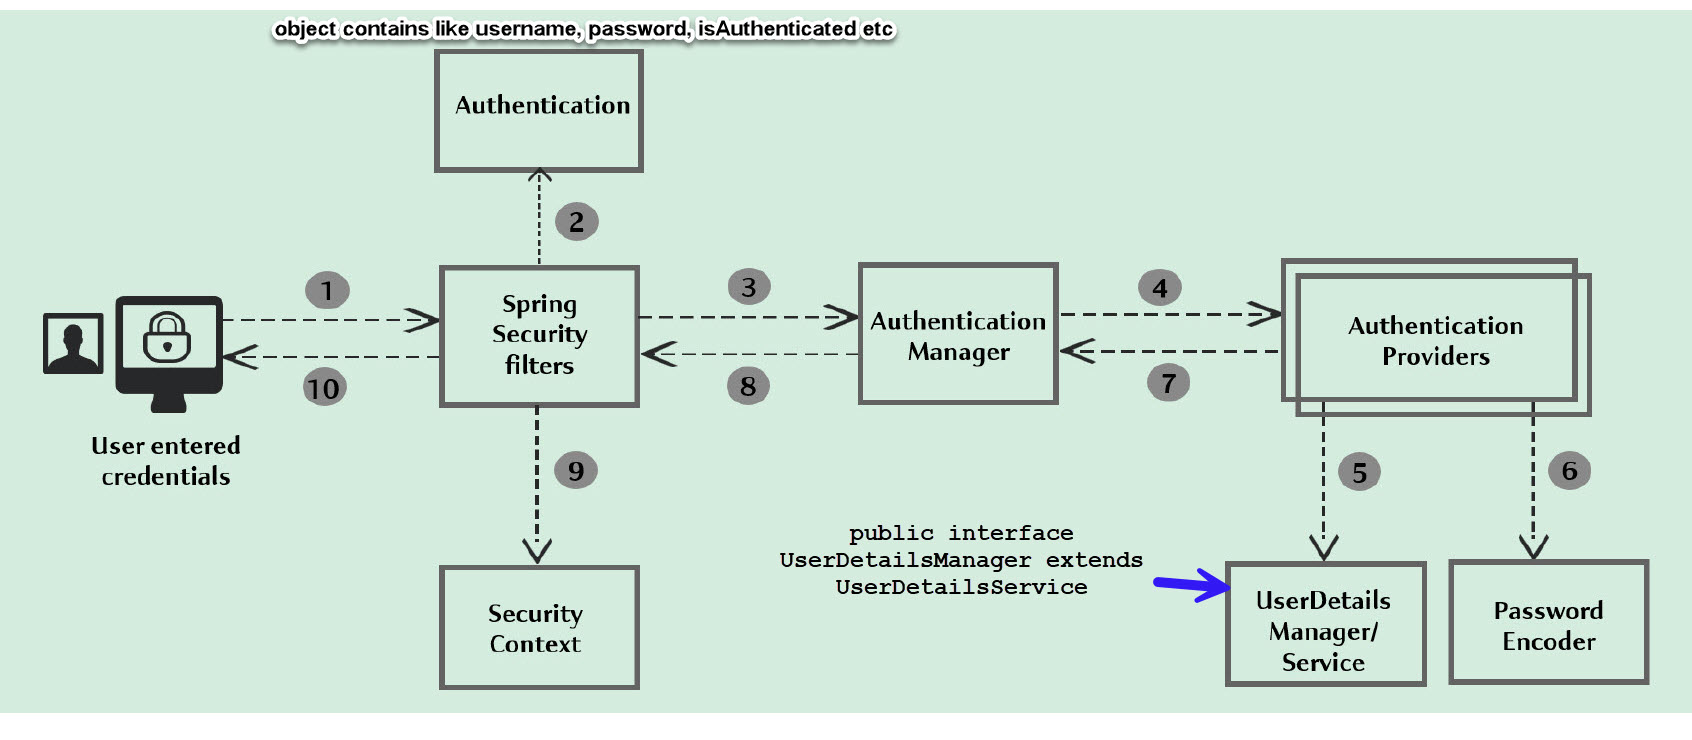 object contains like username, password, isAuthenticated etc
Authentication
2
1
Spring
Security
filters
3
Authentication
Manager
4
Authentication
Providers
10
8
7
User entered
credentials
9
5
6
public interface
UserDetailsManager extends
UserDetailsService
Security
Context
UserDetails
Manager/
Service
Password
Encoder